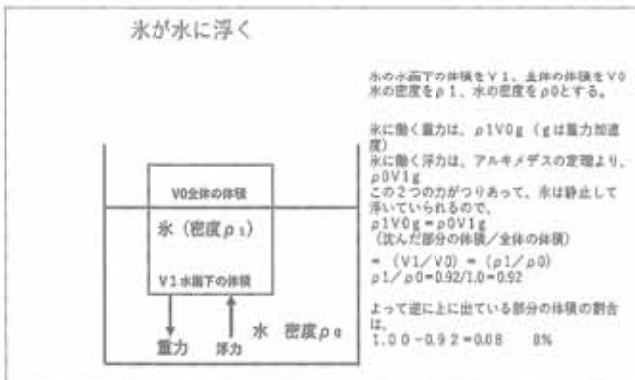 氷が水に浮く
氷の水面下の体積をV1、全体の体積をV0
氷の密度をρ1、水の密度をρ0とする。
氷に働く重力は、ρ1V0g（gは重力加速
度）
氷に働く浮力は、アルキメデスの定理より、
ρ0V1g
この2つの力がつりあって、氷は静止して
浮いていられるので、
ρ1V0g=ρ0V1g
（沈んだ部分の体積／全体の体積）
＝（V1／V0）＝（ρ1／ρ0）
ρ1／ρ0=0.92/1.0=0.92
よって逆に上に出ている部分の体積の割合
は、
1.00-0.92=0.08　8%
V0全体の体積
氷（密度ρ1）
V1水面下の体積
重力
浮力
水　密度ρ0